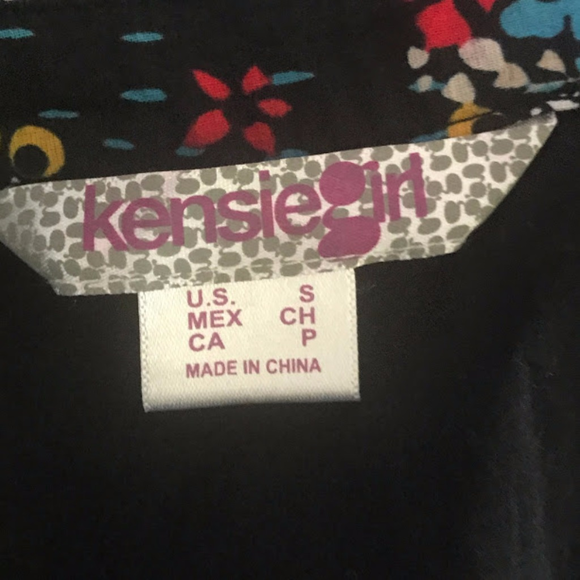 kensiegirl
U.S. S
MEX CH
CA P
MADE IN CHINA